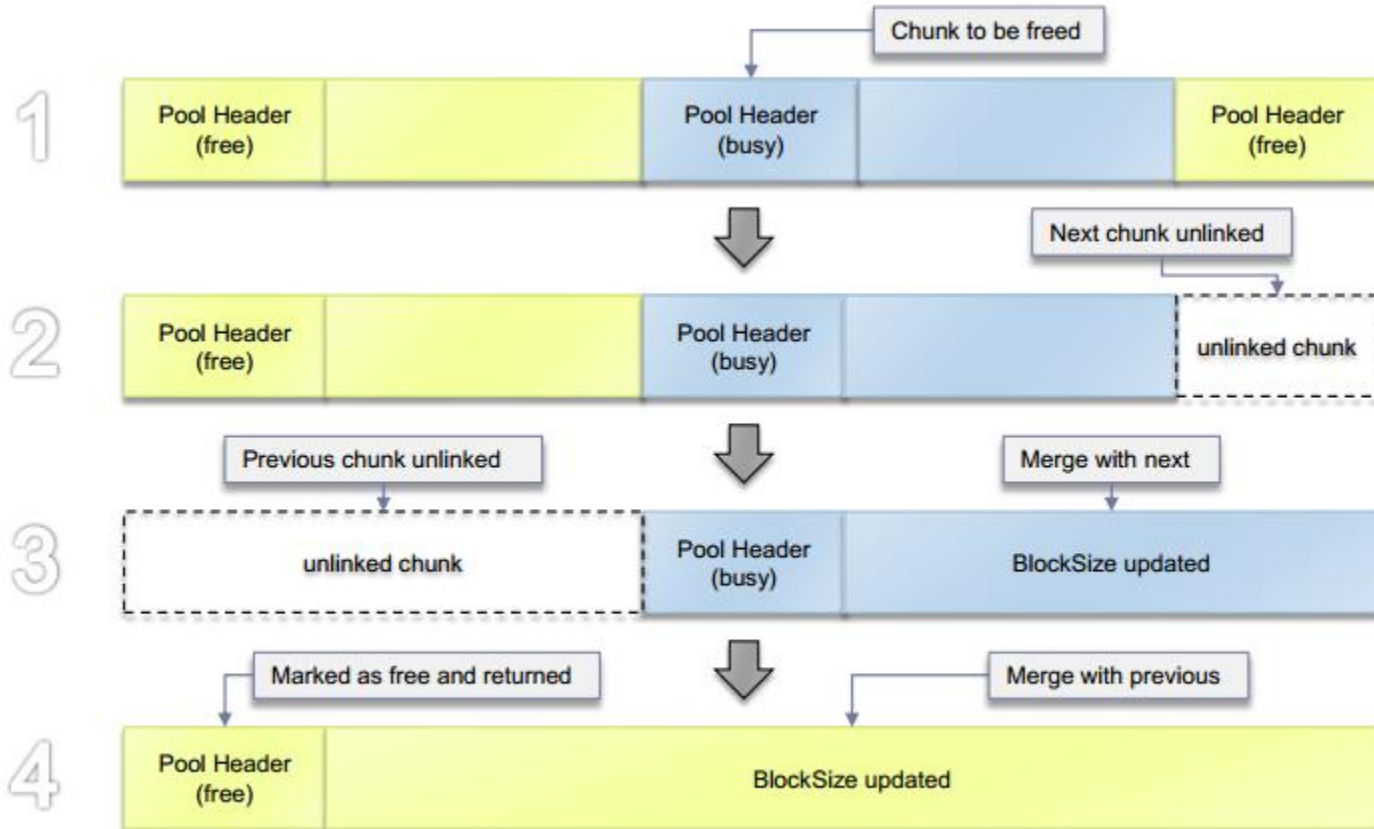 Chunk to be freed
1
Pool Header
(free)
Pool Header
(busy)
Pool Header
(free)
Next chunk unlinked
2
Pool Header
(free)
Pool Header
(busy)
unlinked chunk
Previous chunk unlinked
Merge with next
3
unlinked chunk
Pool Header
(busy)
BlockSize updated
Marked as free and returned
Merge with previous
4
Pool Header
(free)
BlockSize updated